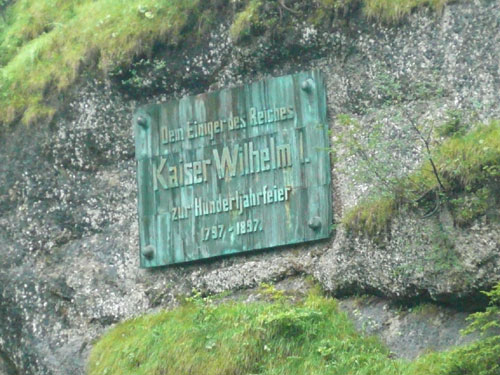 Dem Einiger des Reiches
Kaiser Wilhelm I.
zur Hundertjahrfeier
1797.-1897.